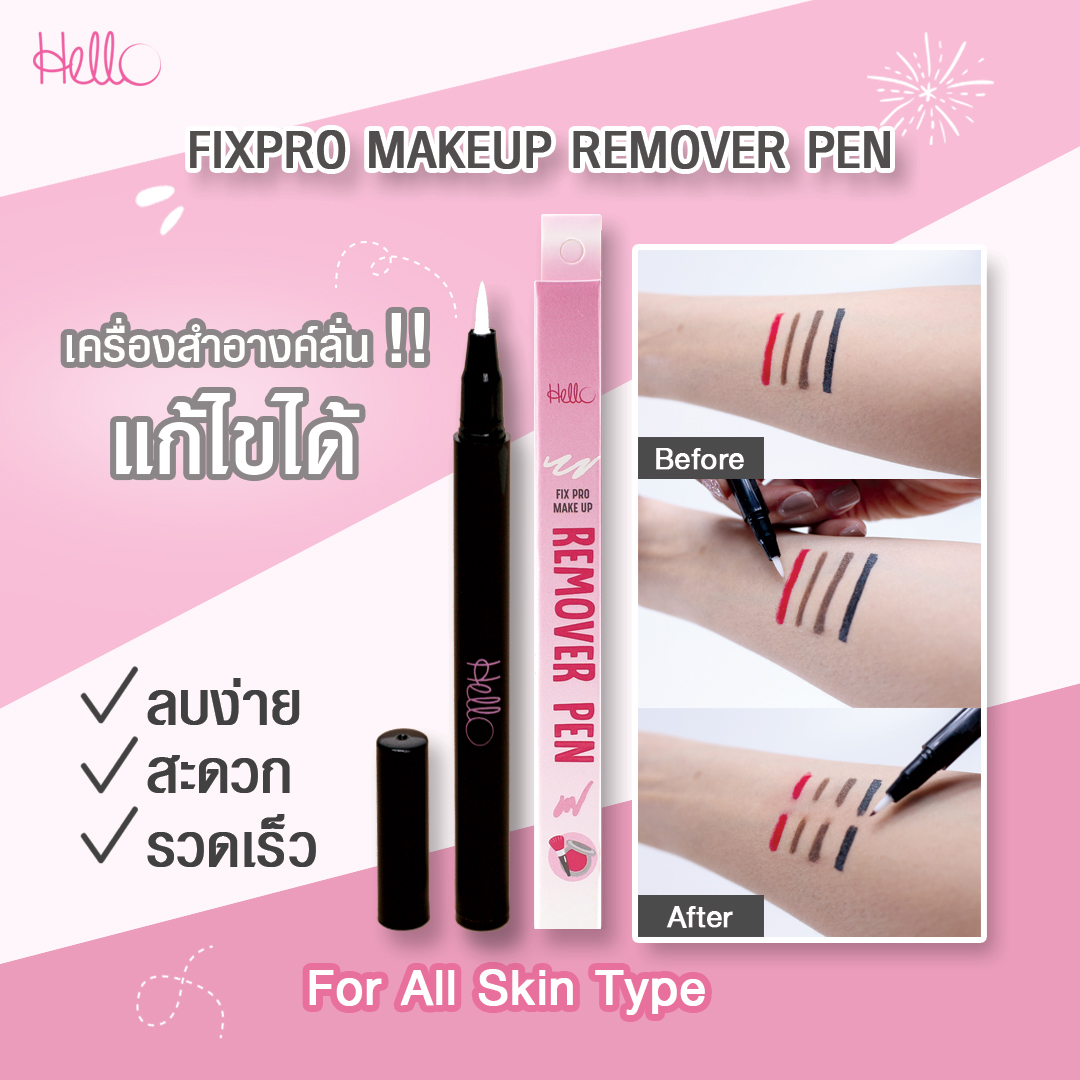 Hello
FIXPRO MAKEUP REMOVER PEN
เครื่องสำอางค์ลั่น !!
แก้ไขได้
ลบง่าย
สะดวก
รวดเร็ว
Hello
Hello
FIX PRO
MAKE UP
REMOVER PEN
Before
After
For All Skin Type